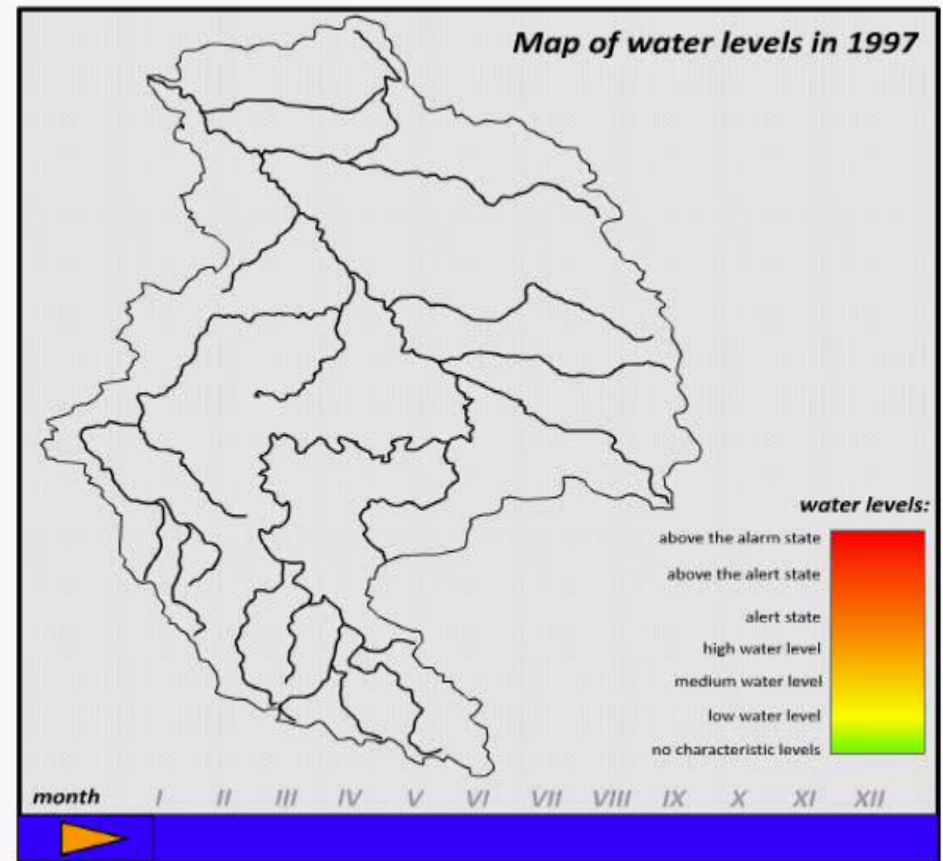 Map of water levels in 1997
water levels:
above the alarm state
above the alert state
alert state
high water level
medium water level
low water level
no characteristic levels
month I II III IV V VI VII VIII IX X XI XII